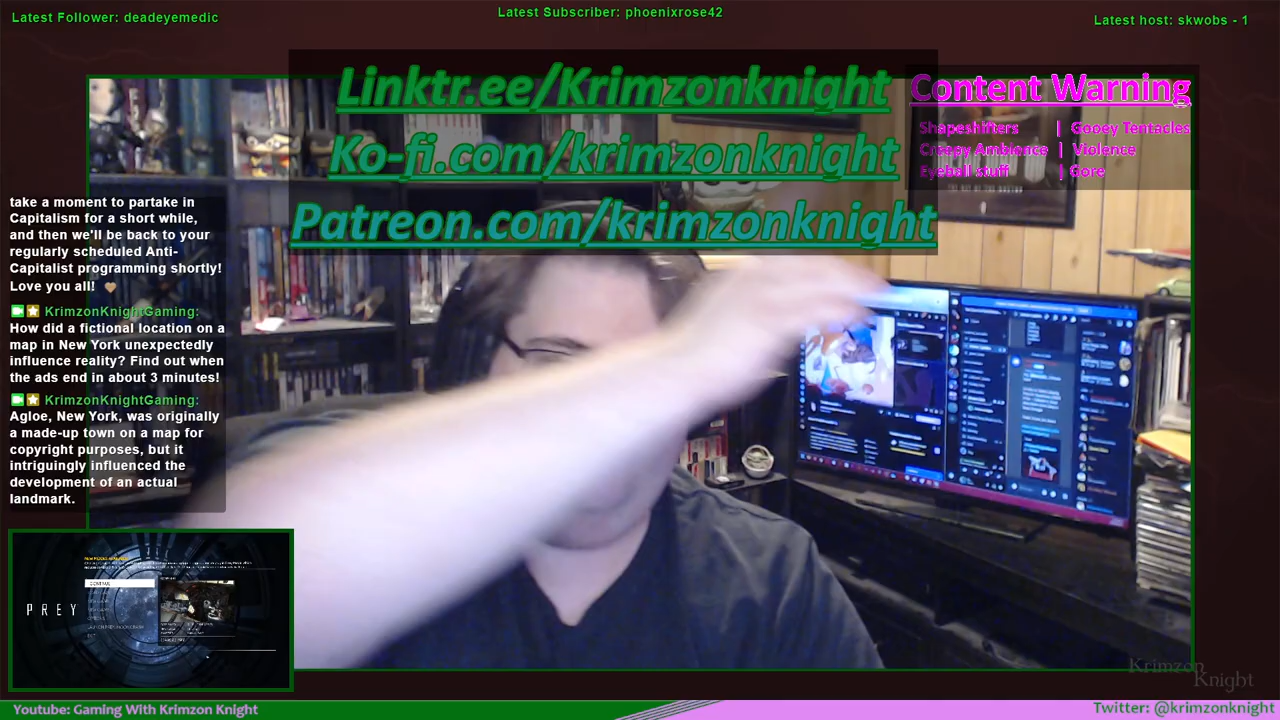 Latest Follower: deadeyemedic
Latest Subscriber: phoenixrose42
Latest host: skwobs - 1
Linktr.ee/Krimzonknight
Ko-fi.com/krimzonknight
Patreon.com/krimzonknight
Content Warning
Shapeshifters | Gooey Tentacles
Creepy Ambience | Violence
Eyeball stuff | Gore
take a moment to partake in
Capitalism for a short while,
and then we'll be back to your
regularly scheduled Anti-
Capitalist programming shortly!
Love you all!
KrimzonKnightGaming:
How did a fictional location on a
map in New York unexpectedly
influence reality? Find out when
the ads end in about 3 minutes!
KrimzonKnightGaming:
Agloe, New York, was originally
a made-up town on a map for
copyright purposes, but it
intriguingly influenced the
development of an actual
landmark.
PREY
Krimzon
Knight
Youtube: Gaming With Krimzon Knight
Twitter: @krimzonknight